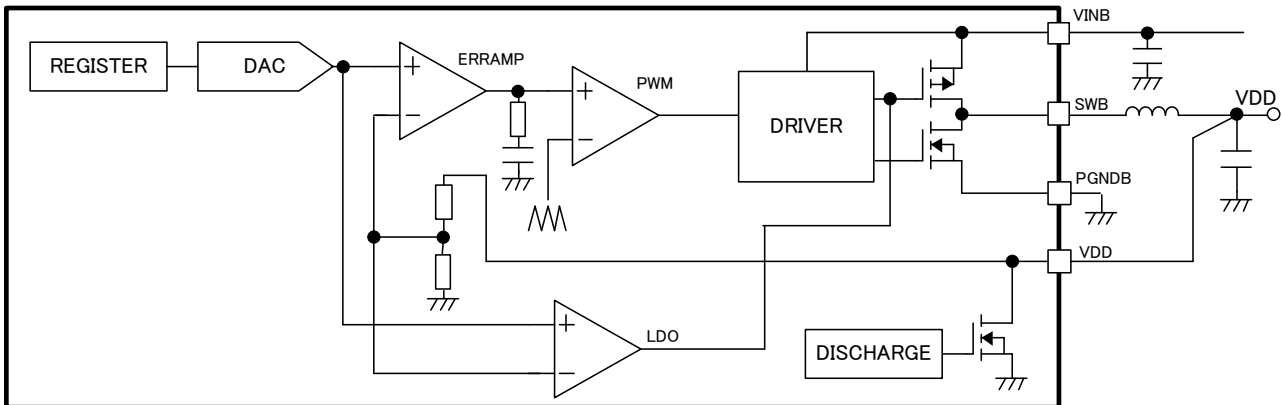 VINB
REGISTER
DAC
+
ERRAMP
−
+
PWM
−
DRIVER
SWB
VDD
PGNDB
VDD
+
LDO
−
DISCHARGE